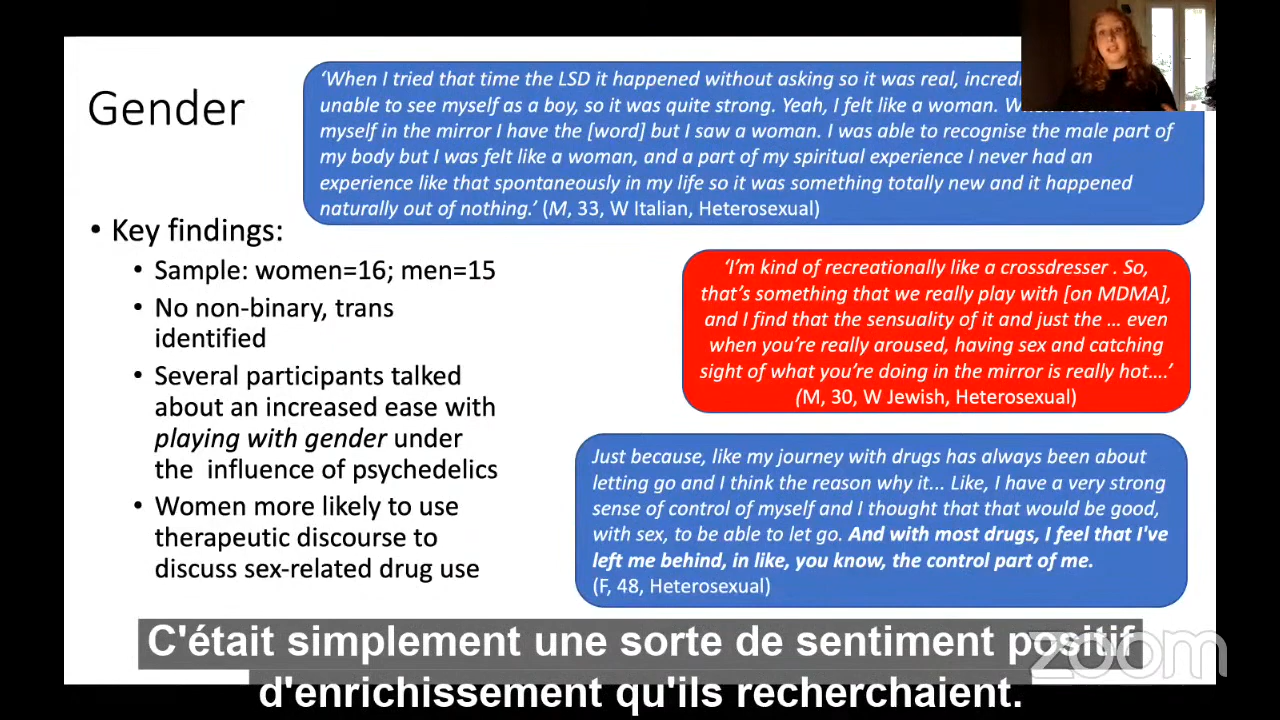 Gender
‘When I tried that time the LSD it happened without asking so it was real,
unable to see myself as a boy, so it was quite strong. Yeah, I felt like a woman.
myself in the mirror I have the [word] but I saw a woman. I was able to recognise the male part of
my body but I was felt like a woman, and a part of my spiritual experience I never had an
experience like that spontaneously in my life so it was something totally new and it happened
naturally out of nothing.’ (M, 33, W Italian, Heterosexual)
• Key findings:
• Sample: women=16; men=15
• No non-binary, trans
identified
• Several participants talked
about an increased ease with
playing with gender under
the influence of psychedelics
• Women more likely to use
therapeutic discourse to
discuss sex-related drug use
‘I’m kind of recreationally like a crossdresser . So,
that’s something that we really play with [on MDMA],
and I find that the sensuality of it and just the … even
when you’re really aroused, having sex and catching
sight of what you’re doing in the mirror is really hot….’
(M, 30, W Jewish, Heterosexual)
Just because, like my journey with drugs has always been about
letting go and I think the reason why it... Like, I have a very strong
sense of control of myself and I thought that that would be good,
with sex, to be able to let go. And with most drugs, I feel that I've
left me behind, in like, you know, the control part of me.
(F, 48, Heterosexual)
C'était simplement une sorte de sentiment positif
d'enrichissement qu'ils recherchaient.
zoom